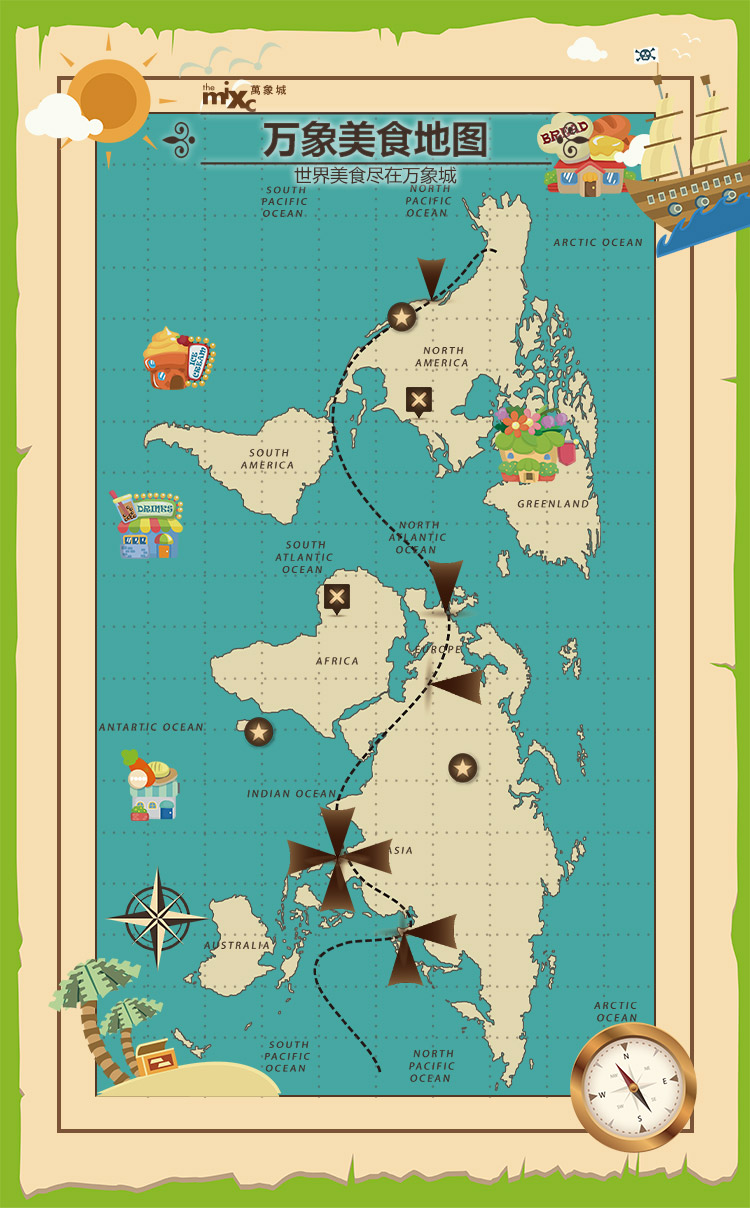 the
mixc 萬象城
万象美食地图
世界美食尽在万象城
BREAD
SOUTH
PACIFIC
OCEAN
NORTH
PACIFIC
OCEAN
ARCTIC OCEAN
ICE
CREAM
NORTH
AMERICA
SOUTH
AMERICA
GREENLAND
DRINKS
NORTH
ATLANTIC
OCEAN
SOUTH
ATLANTIC
OCEAN
EUROPE
AFRICA
ANTARTIC OCEAN
INDIAN OCEAN
ASIA
AUSTRALIA
ARCTIC
OCEAN
SOUTH
PACIFIC
OCEAN
NORTH
PACIFIC
OCEAN
N
W
E
S